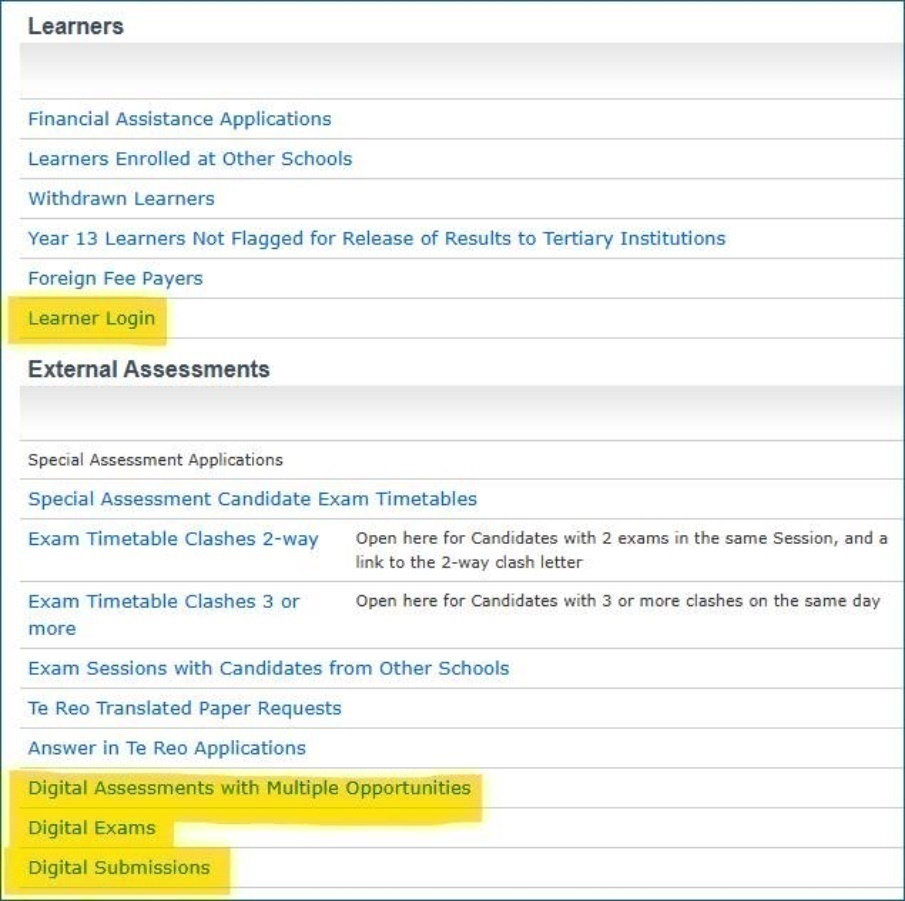 Learners
Financial Assistance Applications
Learners Enrolled at Other Schools
Withdrawn Learners
Year 13 Learners Not Flagged for Release of Results to Tertiary Institutions
Foreign Fee Payers
Learner Login
External Assessments
Special Assessment Applications
Special Assessment Candidate Exam Timetables
Exam Timetable Clashes 2-way
Open here for Candidates with 2 exams in the same Session, and a
link to the 2-way clash letter
Exam Timetable Clashes 3 or
more
Open here for Candidates with 3 or more clashes on the same day
Exam Sessions with Candidates from Other Schools
Te Reo Translated Paper Requests
Answer in Te Reo Applications
Digital Assessments with Multiple Opportunities
Digital Exams
Digital Submissions